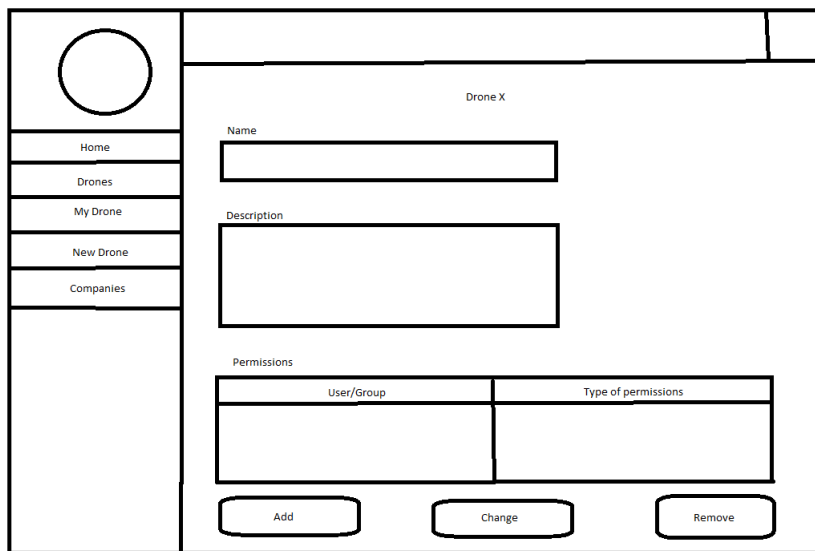 Home
Drones
My Drone
New Drone
Companies
Drone X
Name
Description
Permissions
User/Group
Type of permissions
Add
Change
Remove